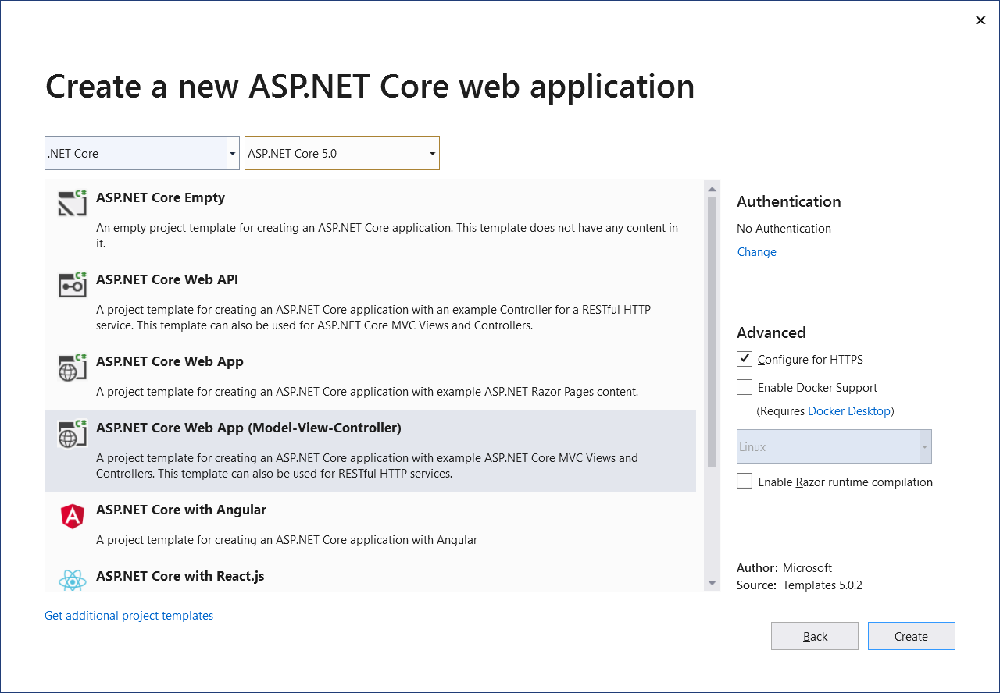 Create a new ASP.NET Core web application
.NET Core
ASP.NET Core 5.0
C#
ASP.NET Core Empty
An empty project template for creating an ASP.NET Core application. This template does not have any content in
it.
C#
ASP.NET Core Web API
A project template for creating an ASP.NET Core application with an example Controller for a RESTful HTTP
service. This template can also be used for ASP.NET Core MVC Views and Controllers.
C#
ASP.NET Core Web App
A project template for creating an ASP.NET Core application with example ASP.NET Razor Pages content.
C#
ASP.NET Core Web App (Model-View-Controller)
A project template for creating an ASP.NET Core application with example ASP.NET Core MVC Views and
Controllers. This template can also be used for RESTful HTTP services.
A
ASP.NET Core with Angular
A project template for creating an ASP.NET Core application with Angular
ASP.NET Core with React.js
Get additional project templates
Authentication
No Authentication
Change
Advanced
Configure for HTTPS
Enable Docker Support
(Requires Docker Desktop)
Linux
Enable Razor runtime compilation
Author: Microsoft
Source: Templates 5.0.2
Back
Create